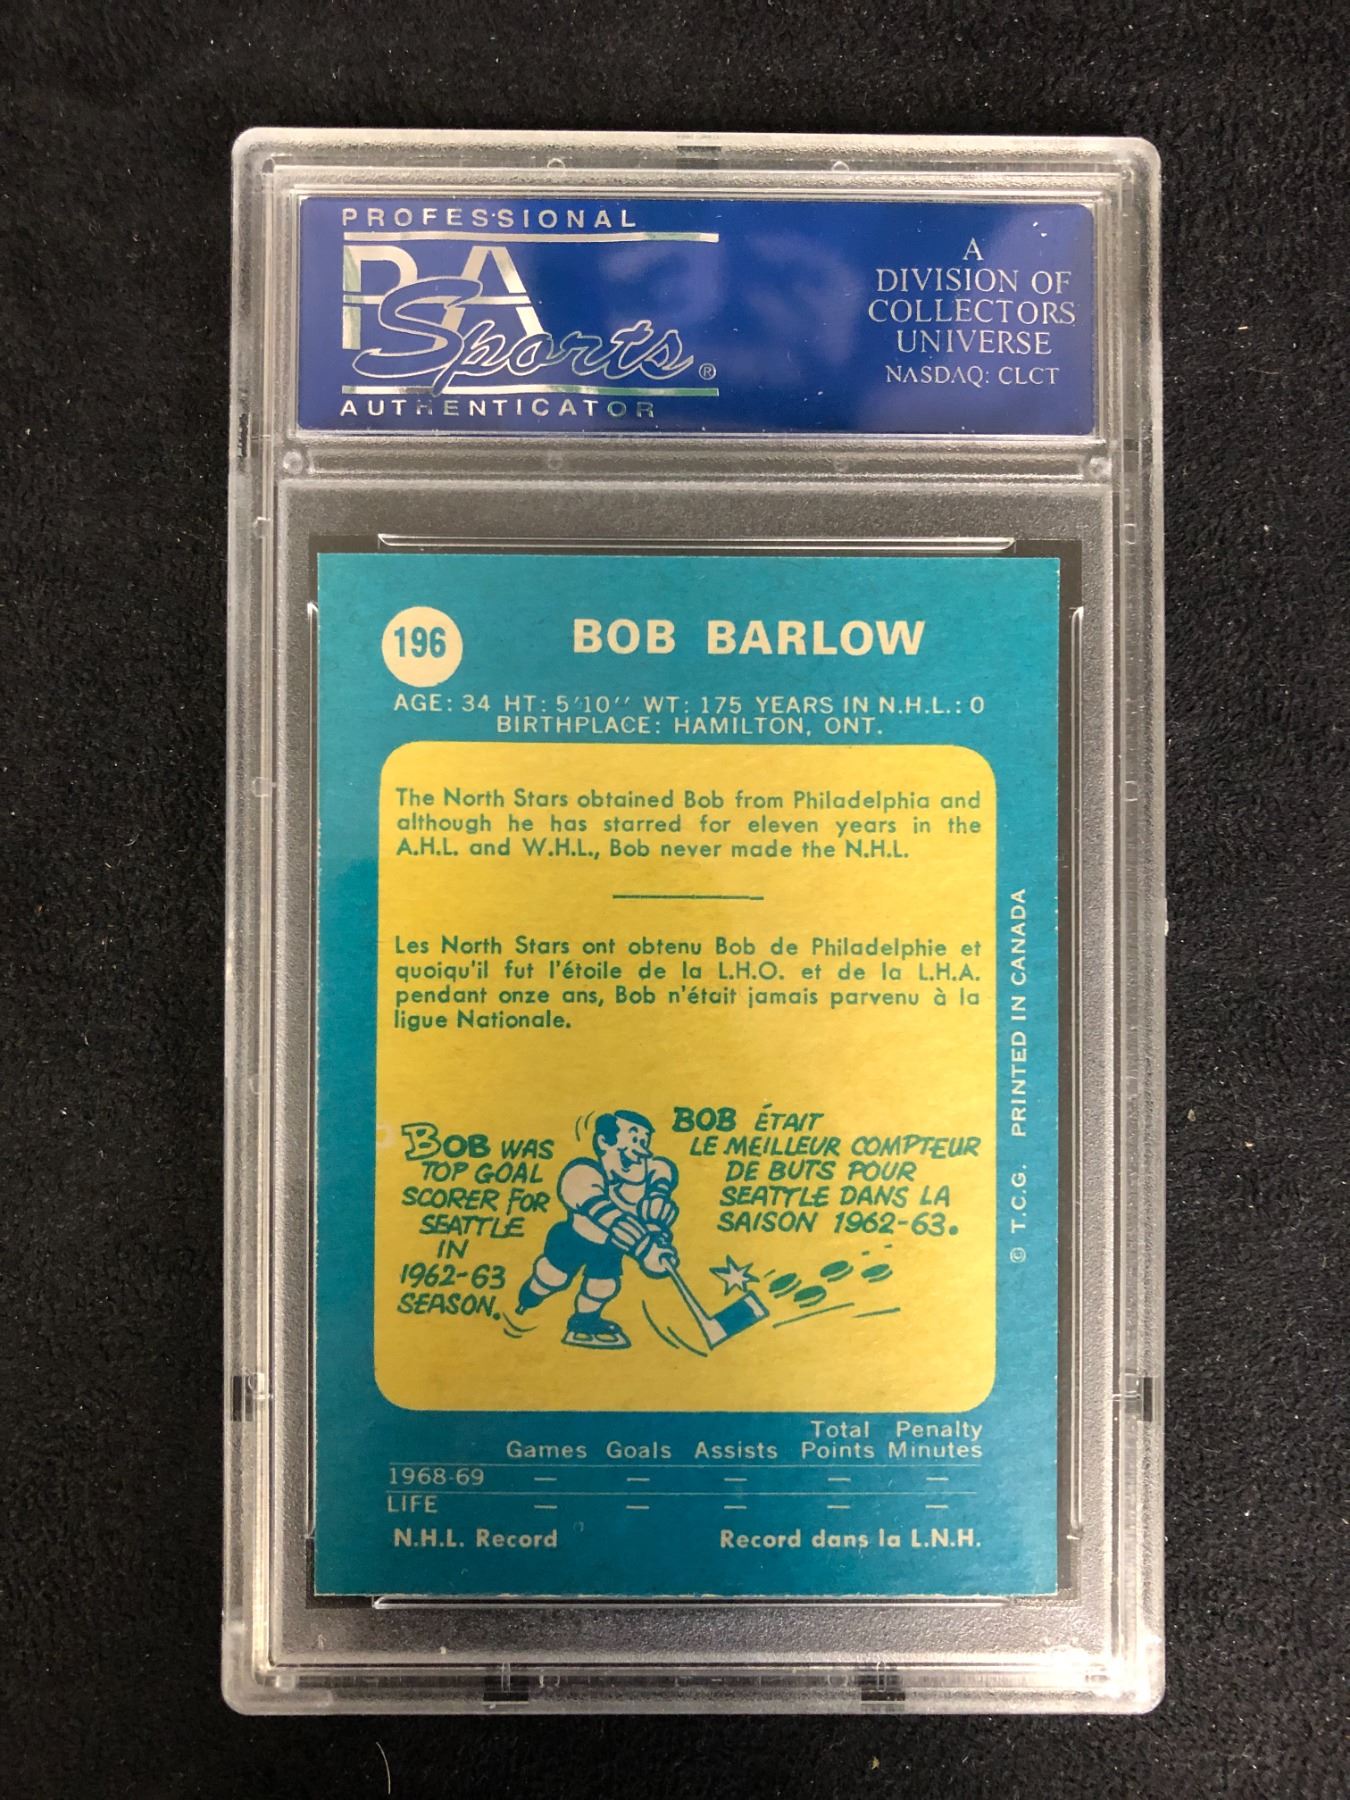 PROFESSIONAL
PSA
Sports®
AUTHENTICATOR
A
DIVISION OF
COLLECTORS
UNIVERSE
NASDAQ: CLCT
196
BOB BARLOW
AGE: 34 HT: 5'10'' WT: 175 YEARS IN N.H.L.: 0
BIRTHPLACE: HAMILTON, ONT.
The North Stars obtained Bob from Philadelphia and
although he has starred for eleven years in the
A.H.L. and W.H.L., Bob never made the N.H.L.
Les North Stars ont obtenu Bob de Philadelphie et
quoiqu'il fut l'étoile de la L.H.O. et de la L.H.A.
pendant onze ans, Bob n'était jamais parvenu à la
ligue Nationale.
BOB WAS
TOP GOAL
SCORER FOR
SEATTLE
IN
1962-63
SEASON.
BOB ÉTAIT
LE MEILLEUR COMPTEUR
DE BUTS POUR
SEATTLE DANS LA
SAISON 1962-63.
© T.C.G. PRINTED IN CANADA
Games Goals Assists Total Points Penalty Minutes
1968-69 — — — — —
LIFE — — — — —
N.H.L. Record Record dans la L.N.H.